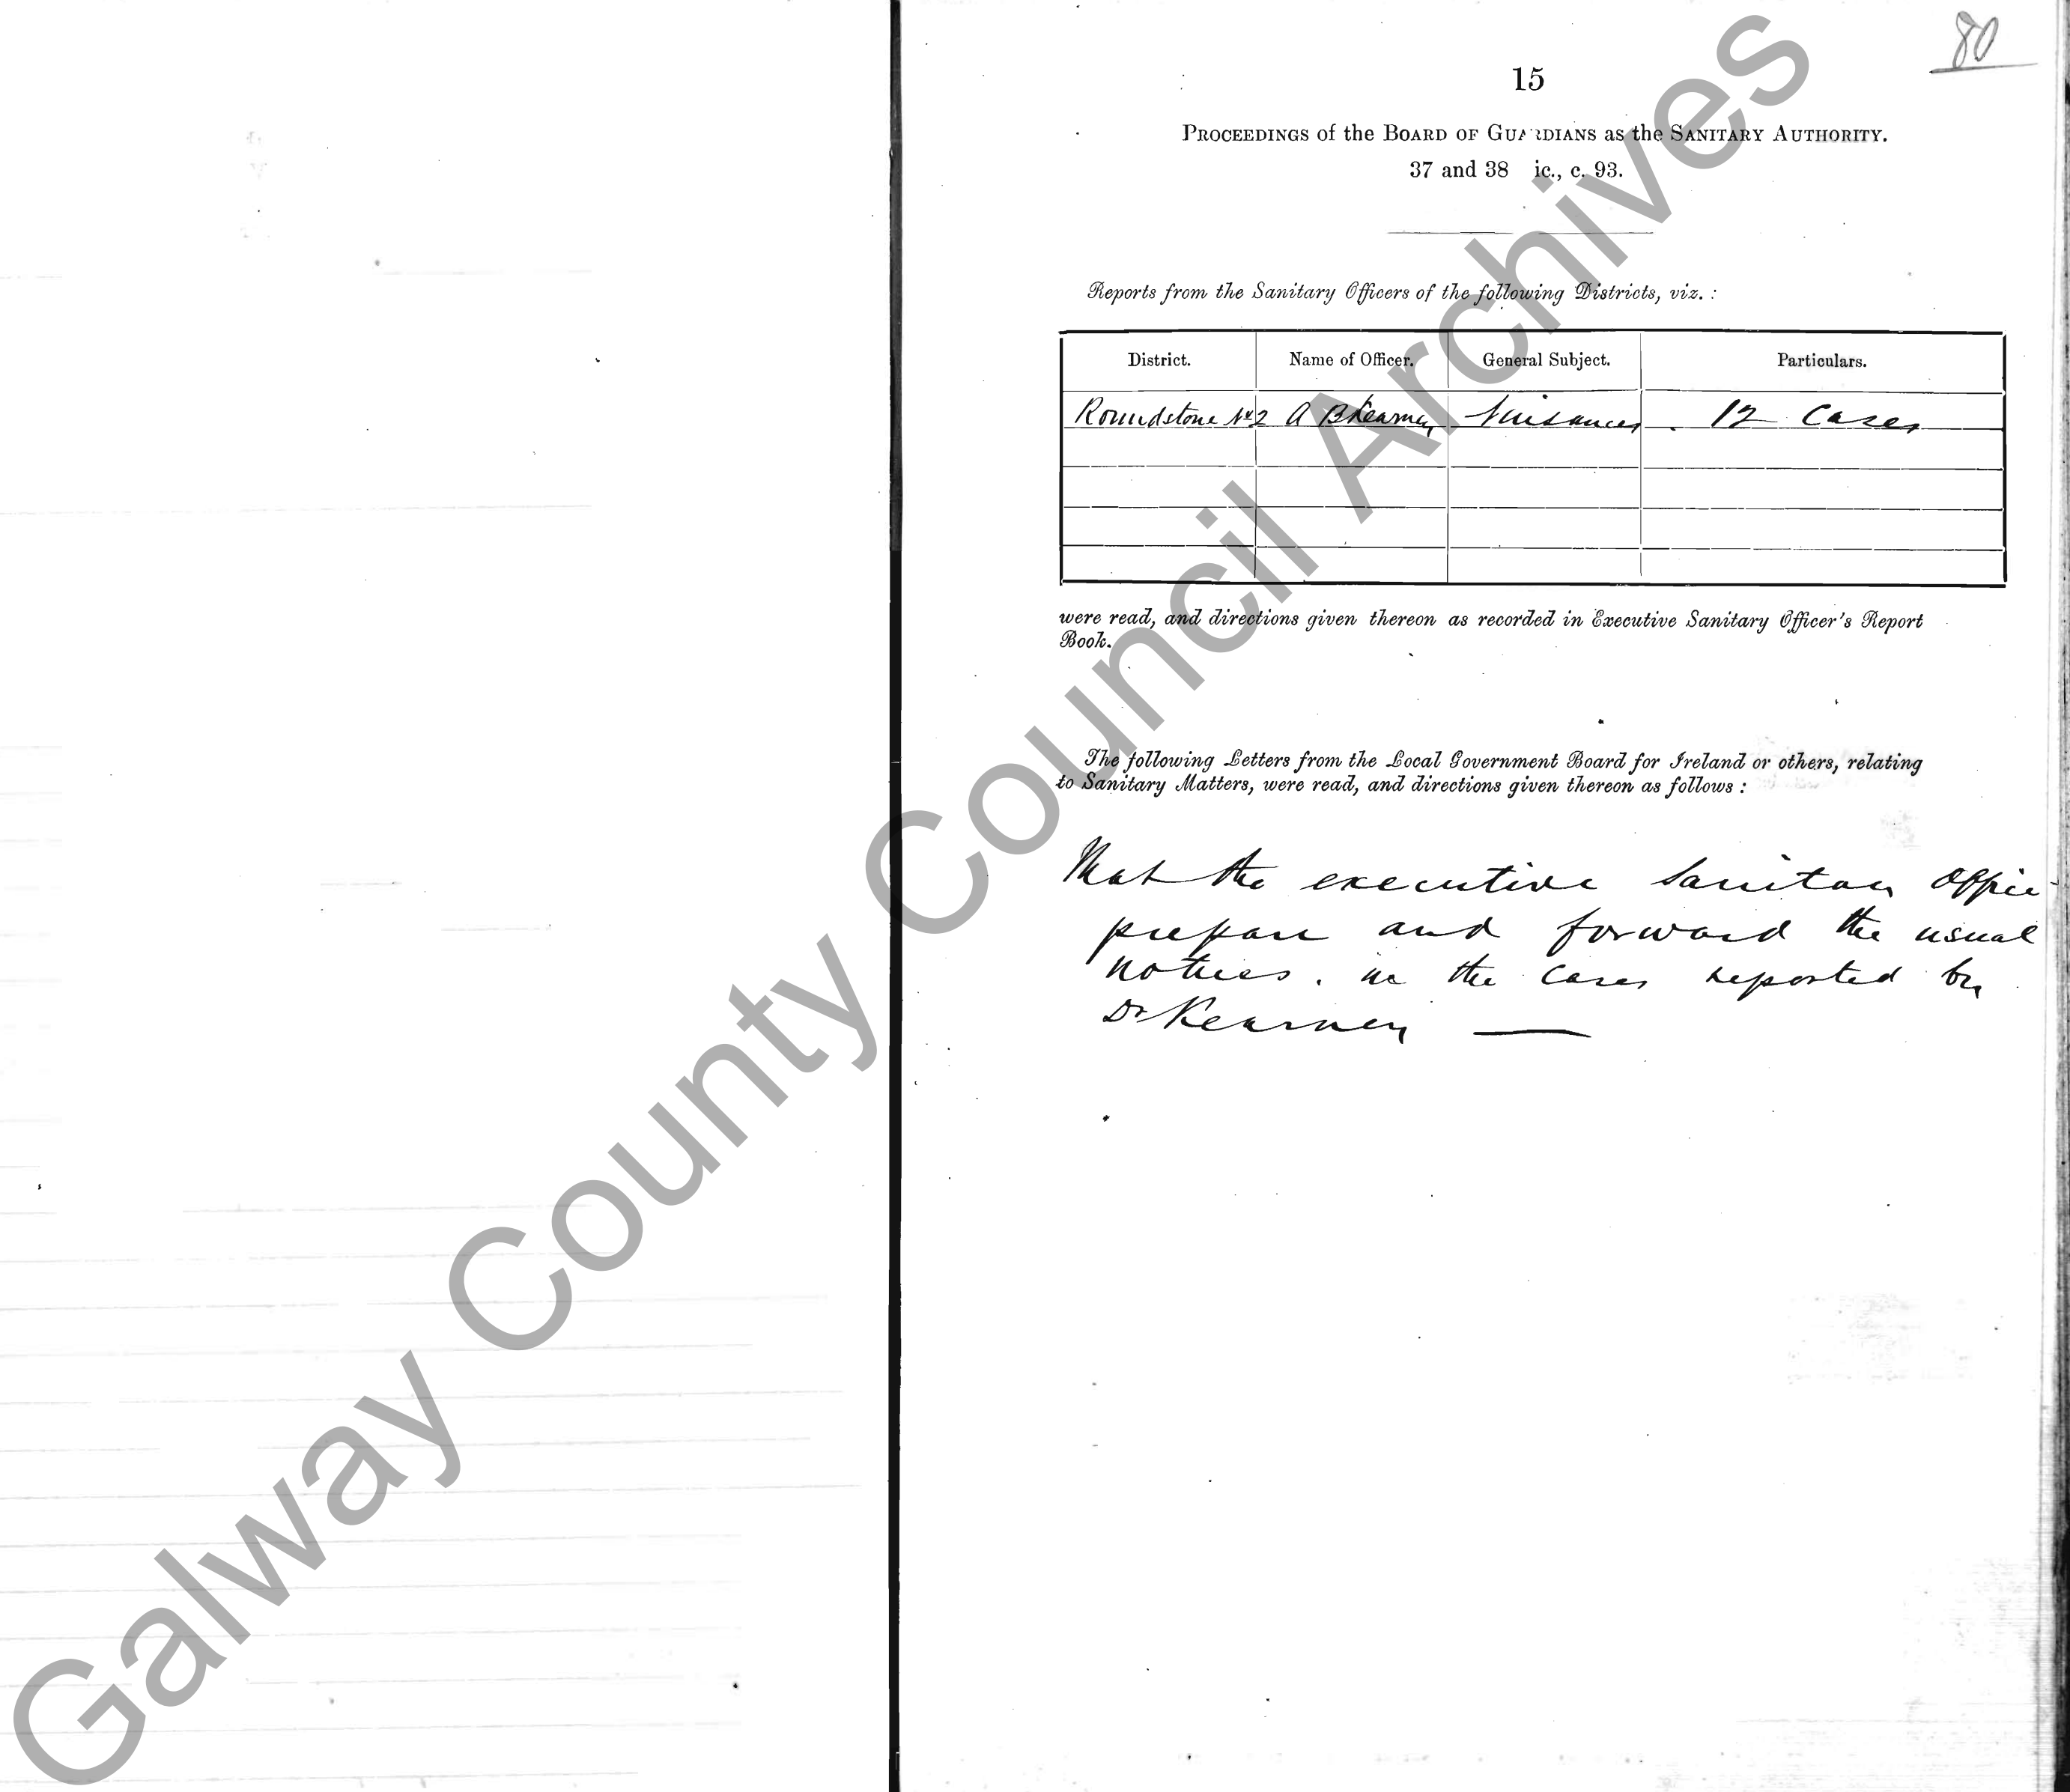 80
15
PROCEEDINGS of the BOARD OF GUARDIANS as the SANITARY AUTHORITY.
37 and 38 ic., c. 93.
Reports from the Sanitary Officers of the following Districts, viz. :
District. Name of Officer. General Subject. Particulars.
Roundstone No 2 A B Kearney Nuisances 12 Cases
were read, and directions given thereon as recorded in Executive Sanitary Officer's Report
Book.
The following Letters from the Local Government Board for Ireland or others, relating
to Sanitary Matters, were read, and directions given thereon as follows :
That the executive Sanitary Officer
prepare and forward the usual
notices. in the cases reported by
Dr Kearney
Galway County Council Archives